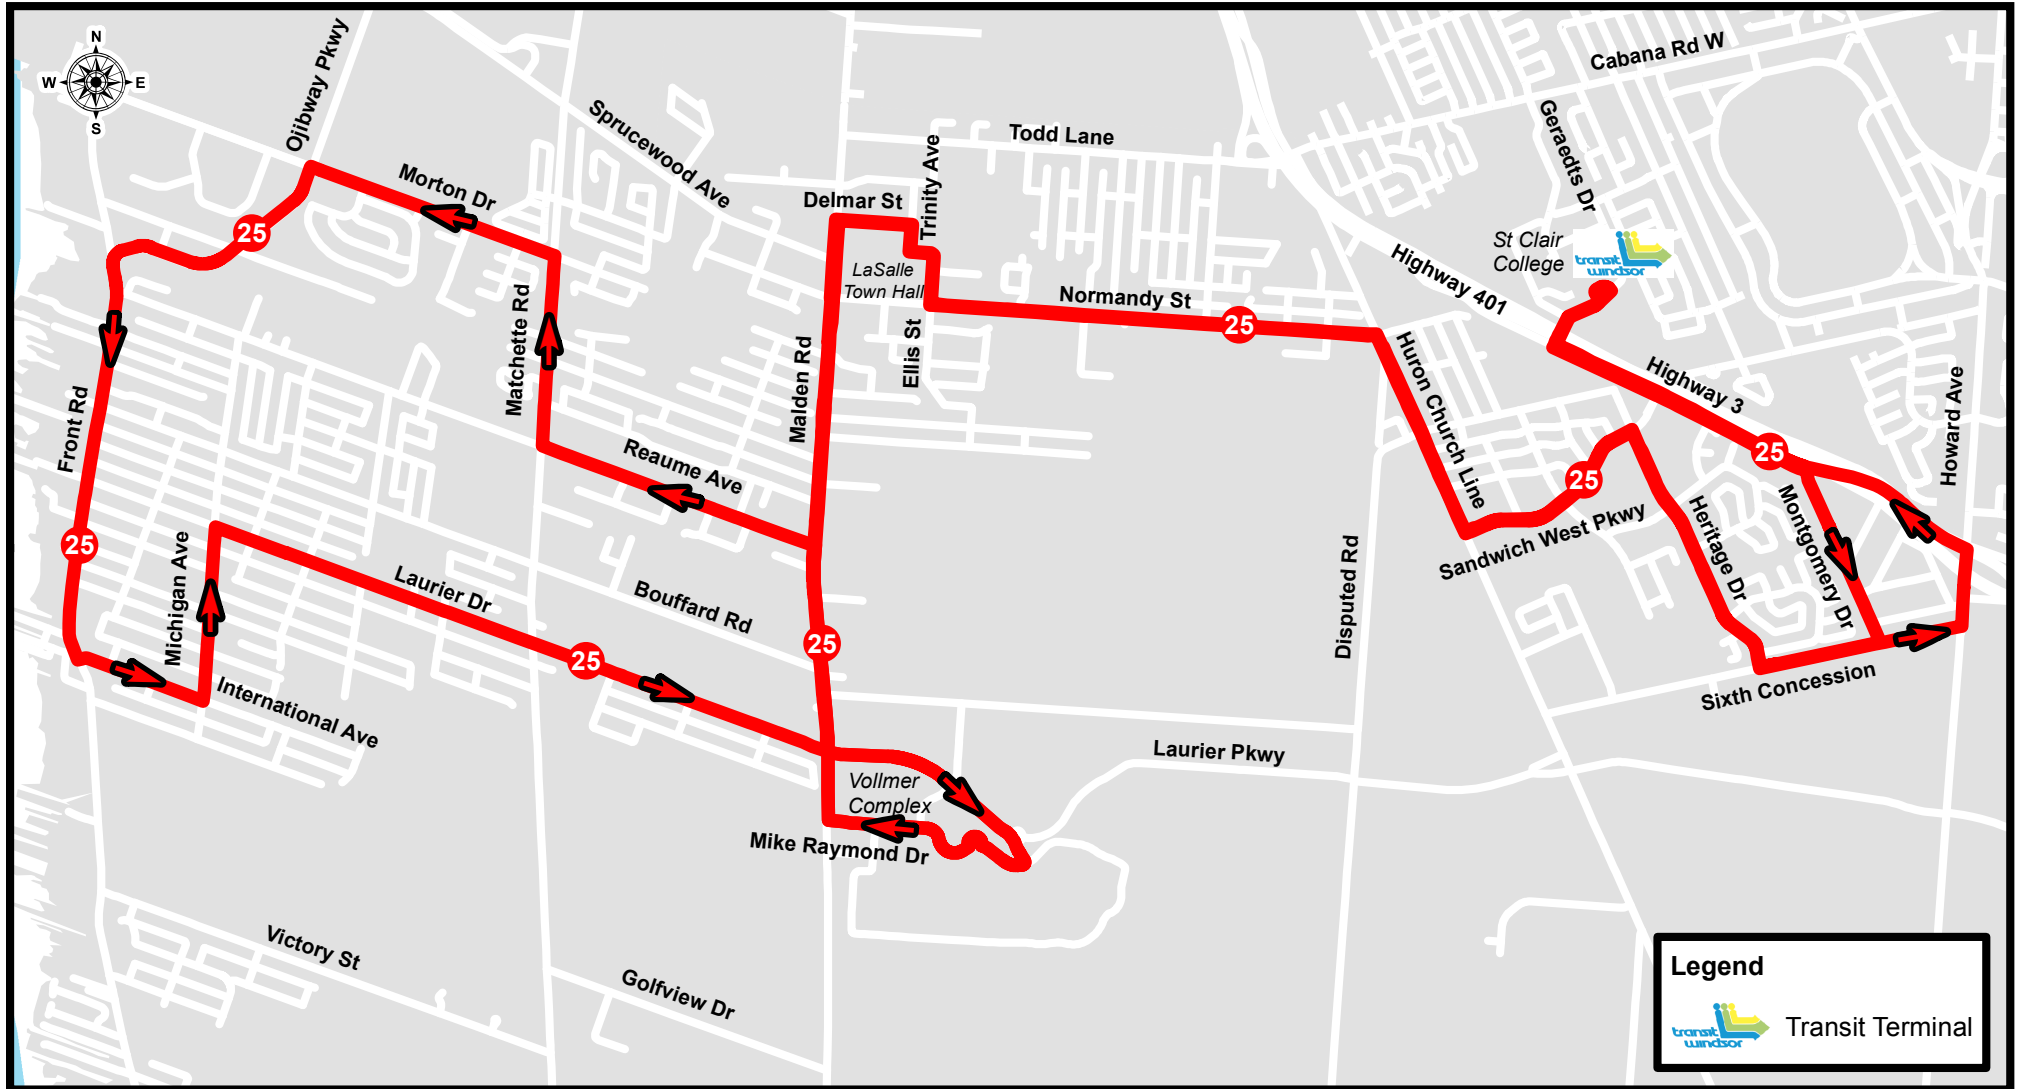 N
W
E
S
Ojibway Pkwy
Cabana Rd W
Sprucewood Ave
Todd Lane
Geraedts Dr
Trinity Ave
Morton Dr
Delmar St
25
St Clair
College
transit
windsor
LaSalle
Town Hall
Highway 401
Normandy St
25
Matchette Rd
Malden Rd
Ellis St
Huron Church Line
Highway 3
Front Rd
Howard Ave
Reaume Ave
25
25
Sandwich West Pkwy
Heritage Dr
Montgomery Dr
25
Michigan Ave
Laurier Dr
Bouffard Rd
Disputed Rd
25
25
International Ave
Sixth Concession
Laurier Pkwy
Vollmer
Complex
Mike Raymond Dr
Victory St
Golfview Dr
Legend
transit
windsor
Transit Terminal